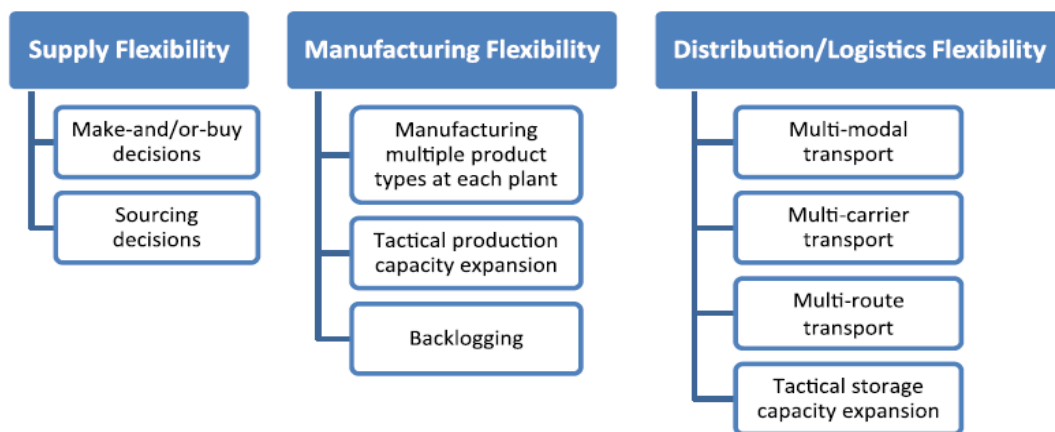 Supply Flexibility
Make-and/or-buy
decisions
Sourcing
decisions
Manufacturing Flexibility
Manufacturing
multiple product
types at each plant
Tactical production
capacity expansion
Backlogging
Distribution/Logistics Flexibility
Multi-modal
transport
Multi-carrier
transport
Multi-route
transport
Tactical storage
capacity expansion